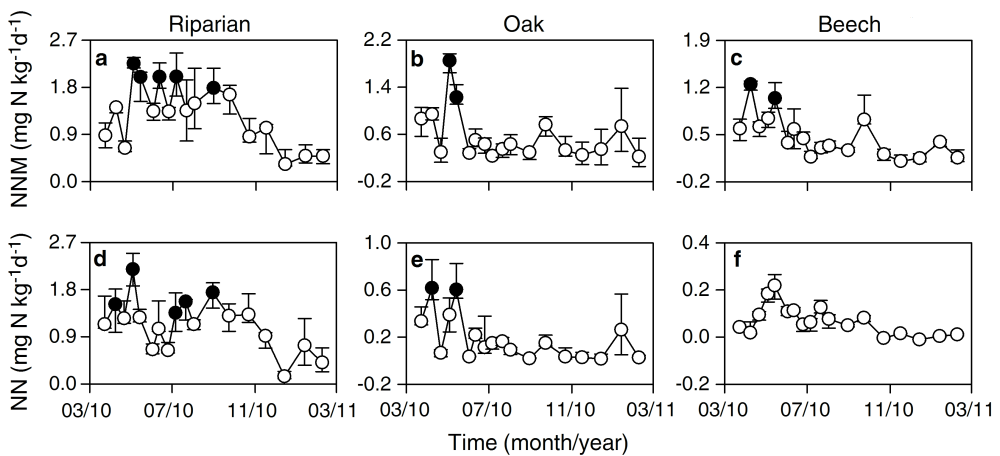 Riparian Oak Beech
NNM (mg N kg⁻¹d⁻¹)
a
2.7
1.8
0.9
0.0
b
2.2
1.4
0.6
-0.2
c
1.9
1.2
0.5
-0.2
NN (mg N kg⁻¹d⁻¹)
d
2.7
1.8
0.9
0.0
03/10 07/10 11/10 03/11
e
1.0
0.6
0.2
-0.2
03/10 07/10 11/10 03/11
f
0.4
0.2
0.0
-0.2
03/10 07/10 11/10 03/11
Time (month/year)